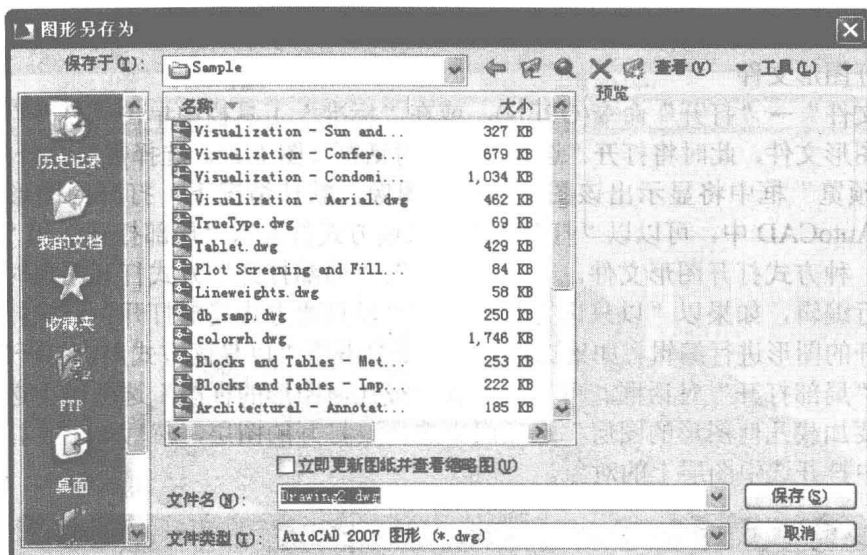 图形另存为
保存于(I):
Sample
查看(V)
工具(L)
预览
历史记录
我的文档
收藏夹
FTP
桌面
名称 大小
Visualization - Sun and... 327 KB
Visualization - Confere... 679 KB
Visualization - Condomi... 1,034 KB
Visualization - Aerial.dwg 462 KB
TrueType.dwg 69 KB
Tablet.dwg 429 KB
Plot Screening and Fill... 84 KB
Lineweights.dwg 58 KB
db_samp.dwg 250 KB
colorwh.dwg 1,746 KB
Blocks and Tables - Met... 253 KB
Blocks and Tables - Imp... 222 KB
Architectural - Annotat... 185 KB
立即更新图纸并查看缩略图(U)
文件名(N):
Drawing2.dwg
保存(S)
文件类型(T):
AutoCAD 2007 图形 (*.dwg)
取消